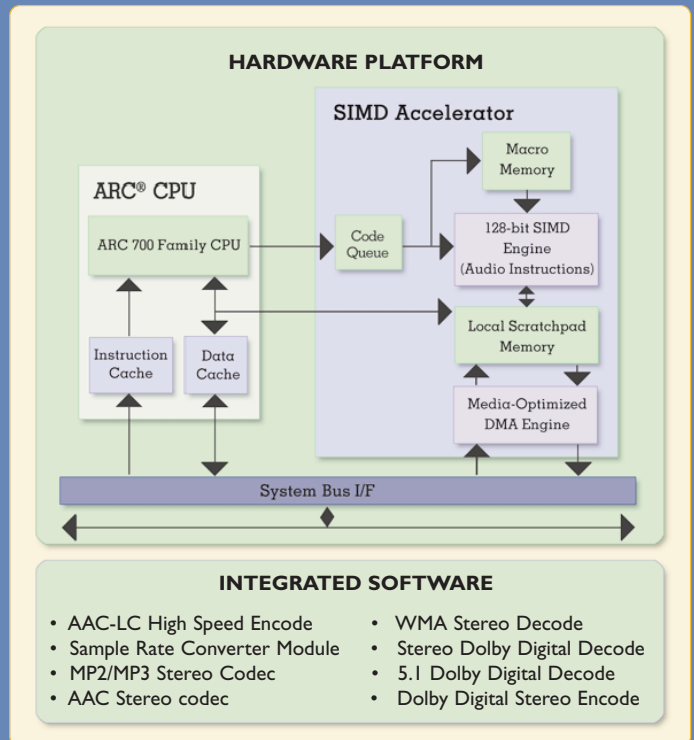 HARDWARE PLATFORM
SIMD Accelerator
Macro
Memory
ARC® CPU
ARC 700 Family CPU
Code
Queue
128-bit SIMD
Engine
(Audio Instructions)
Local Scratchpad
Memory
Instruction
Cache
Data
Cache
Media-Optimized
DMA Engine
System Bus I/F
INTEGRATED SOFTWARE
• AAC-LC High Speed Encode
• Sample Rate Converter Module
• MP2/MP3 Stereo Codec
• AAC Stereo codec
• WMA Stereo Decode
• Stereo Dolby Digital Decode
• 5.1 Dolby Digital Decode
• Dolby Digital Stereo Encode